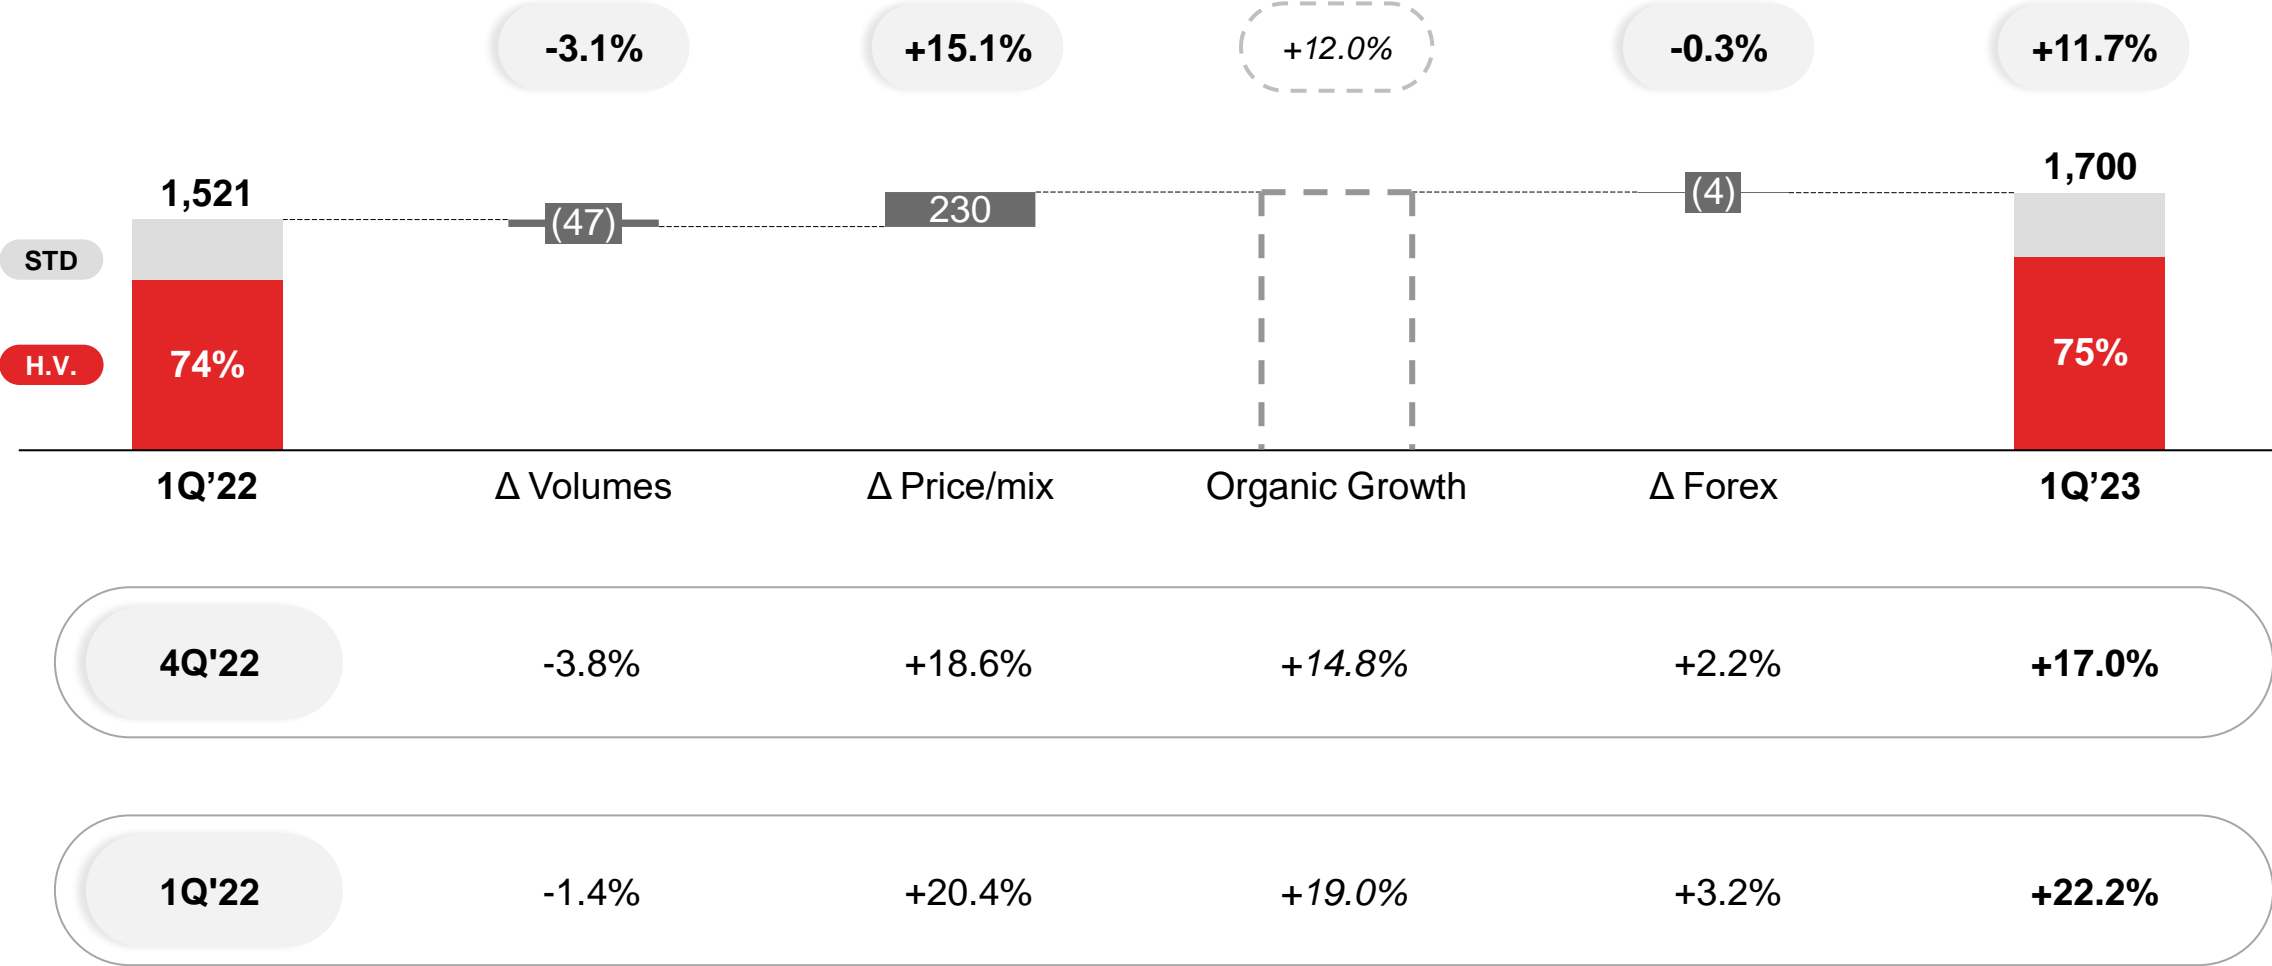 -3.1% +15.1% +12.0% -0.3% +11.7%
1,521 (47) 230 (4) 1,700
STD
H.V. 74% 75%
1Q’22 Δ Volumes Δ Price/mix Organic Growth Δ Forex 1Q’23
4Q'22 -3.8% +18.6% +14.8% +2.2% +17.0%
1Q'22 -1.4% +20.4% +19.0% +3.2% +22.2%